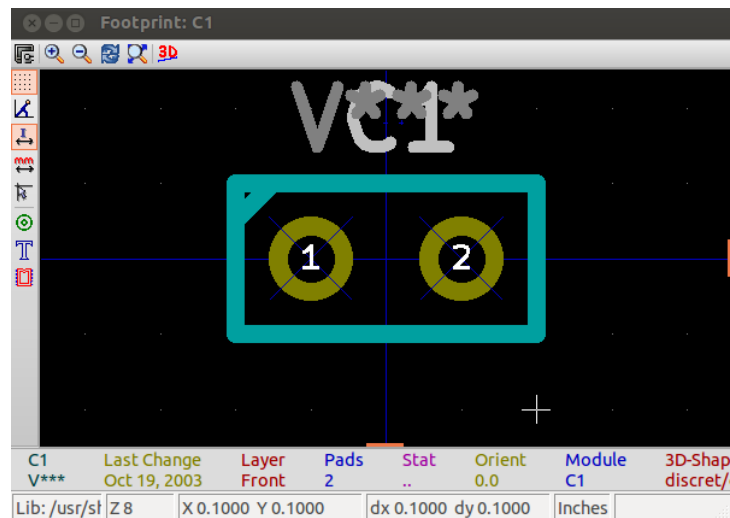 Footprint: C1
3D
mm
T
V***
C1
1
2
C1 Last Change Layer Pads Stat Orient Module 3D-Shap
V*** Oct 19, 2003 Front 2 .. 0.0 C1 discret/
Lib: /usr/sl Z 8 X 0.1000 Y 0.1000 dx 0.1000 dy 0.1000 Inches